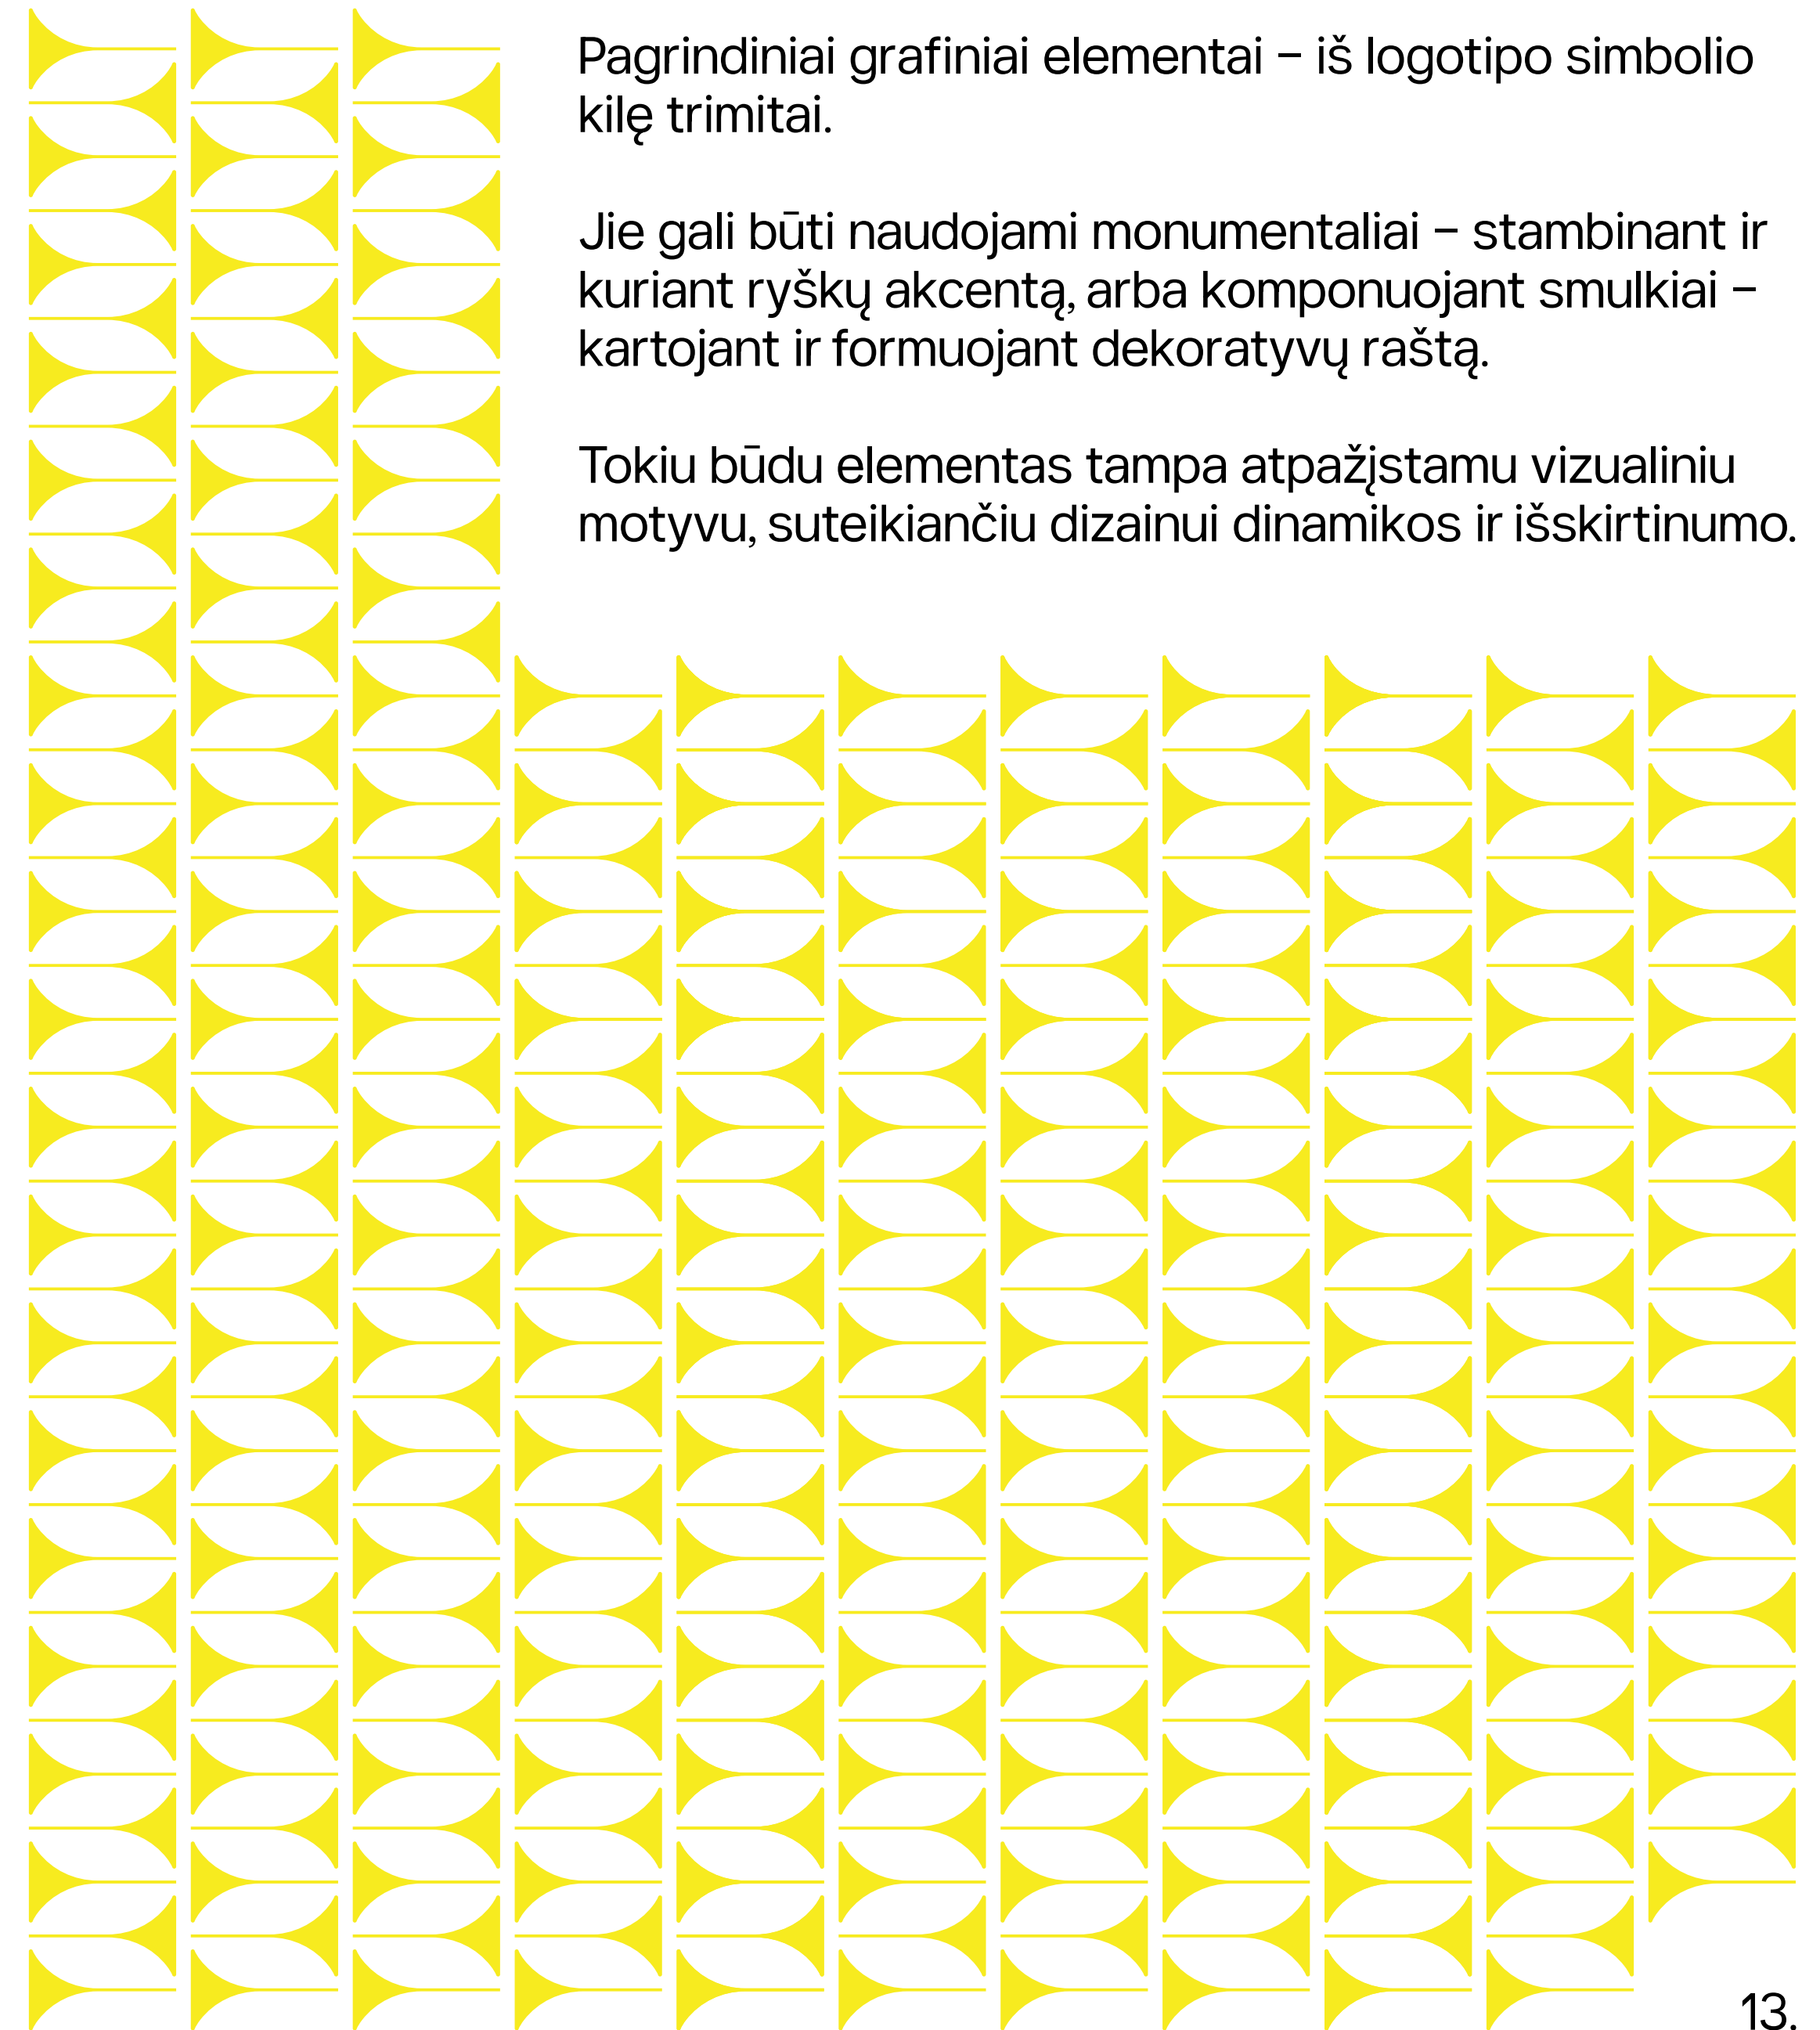 Pagrindiniai grafiniai elementai – iš logotipo simbolio
kilę trimitai.
Jie gali būti naudojami monumentaliai – stambinant ir
kuriant ryškų akcentą, arba komponuojant smulkiai –
kartojant ir formuojant dekoratyvų raštą.
Tokiu būdu elementas tampa atpažįstamu vizualiniu
motyvu, suteikiančiu dizainui dinamikos ir išskirtinumo.
13.